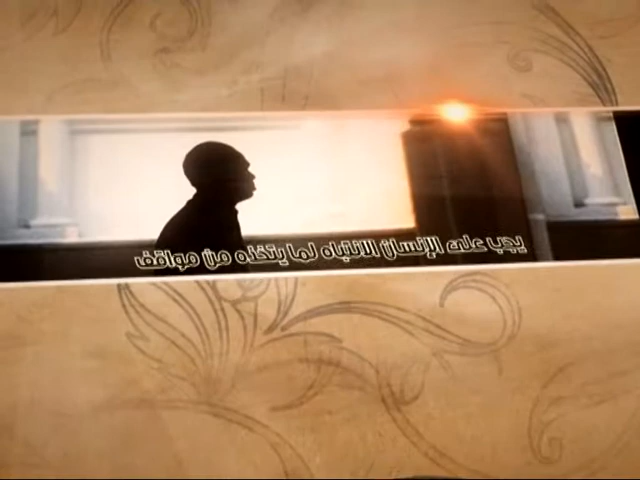 يجب على الإنسان الانتباه لما يتخذه من مواقف